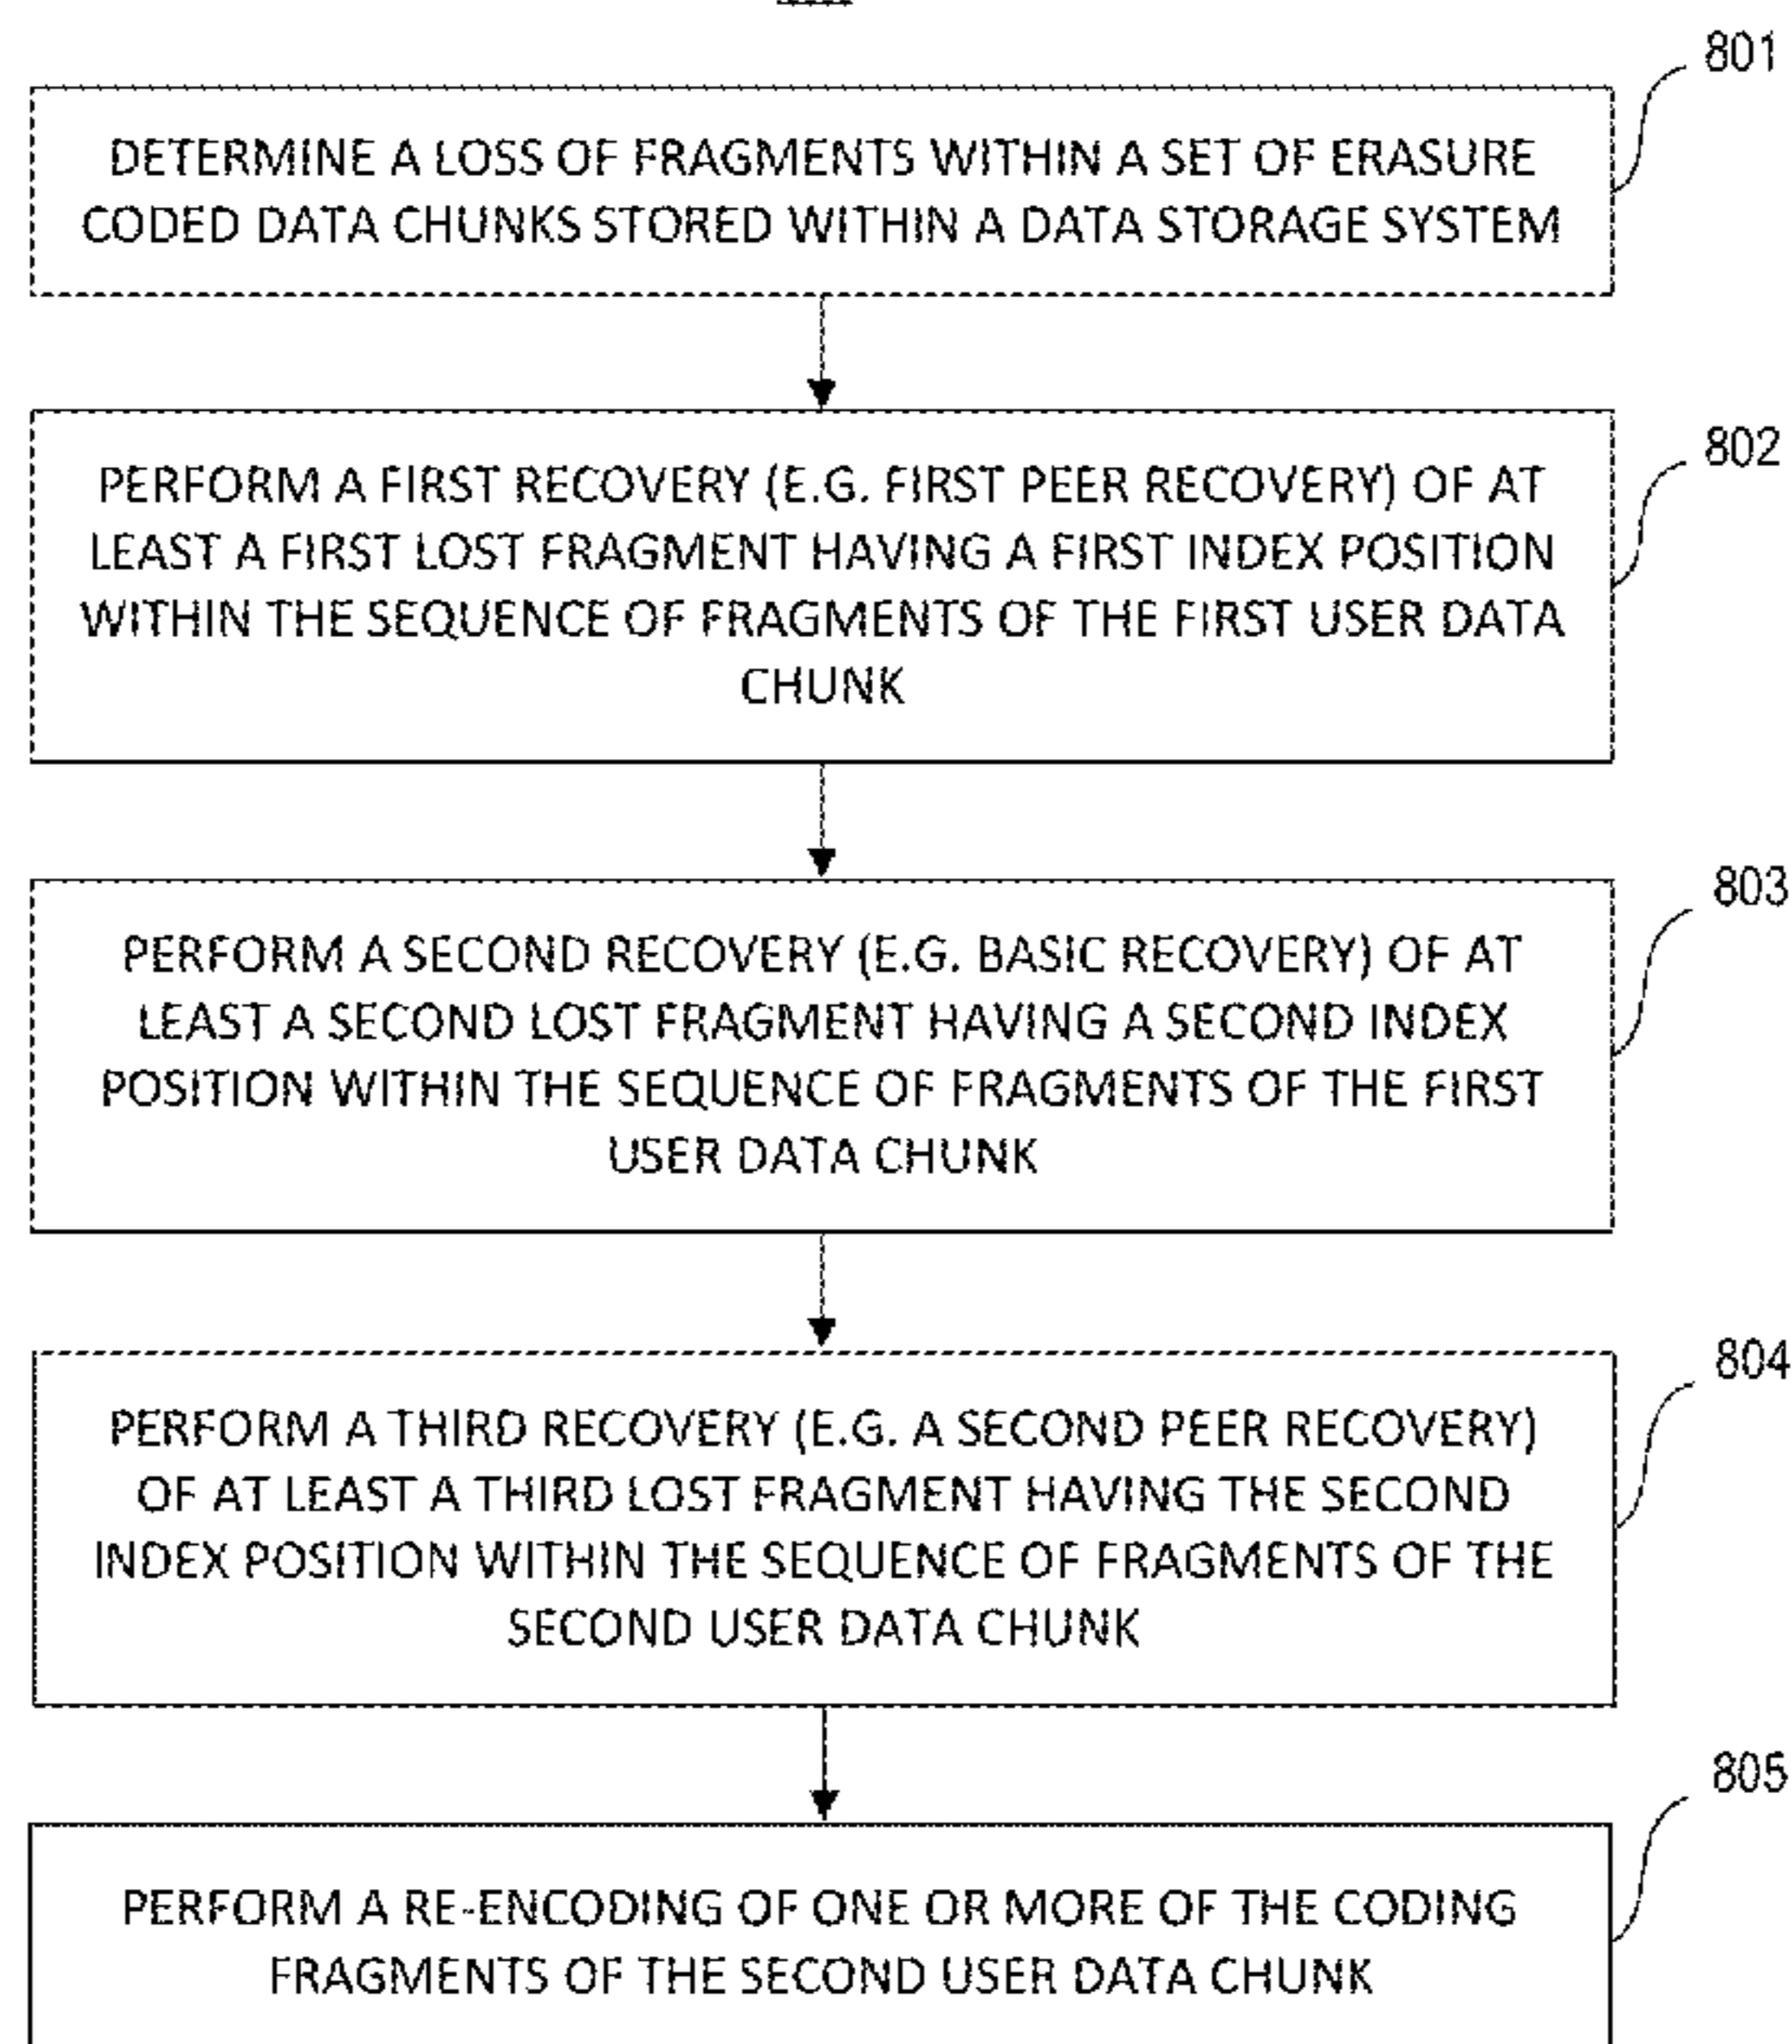 801
DETERMINE A LOSS OF FRAGMENTS WITHIN A SET OF ERASURE
CODED DATA CHUNKS STORED WITHIN A DATA STORAGE SYSTEM
802
PERFORM A FIRST RECOVERY (E.G. FIRST PEER RECOVERY) OF AT
LEAST A FIRST LOST FRAGMENT HAVING A FIRST INDEX POSITION
WITHIN THE SEQUENCE OF FRAGMENTS OF THE FIRST USER DATA
CHUNK
803
PERFORM A SECOND RECOVERY (E.G. BASIC RECOVERY) OF AT
LEAST A SECOND LOST FRAGMENT HAVING A SECOND INDEX
POSITION WITHIN THE SEQUENCE OF FRAGMENTS OF THE FIRST
USER DATA CHUNK
804
PERFORM A THIRD RECOVERY (E.G. A SECOND PEER RECOVERY)
OF AT LEAST A THIRD LOST FRAGMENT HAVING THE SECOND
INDEX POSITION WITHIN THE SEQUENCE OF FRAGMENTS OF THE
SECOND USER DATA CHUNK
805
PERFORM A RE-ENCODING OF ONE OR MORE OF THE CODING
FRAGMENTS OF THE SECOND USER DATA CHUNK